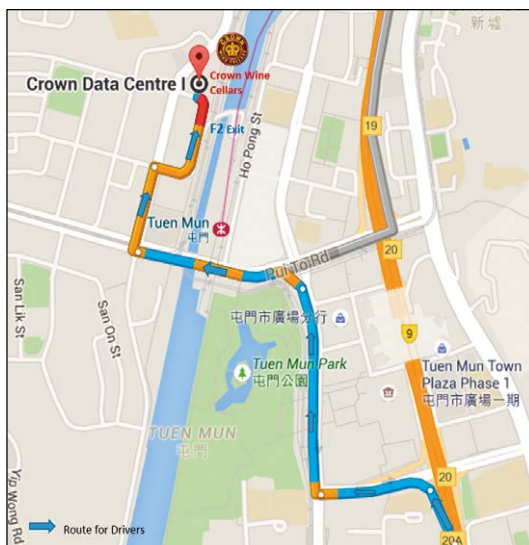 新墟
CROWN
WINE CELLARS
Crown Wine
Cellars
Crown Data Centre I
F2 Exit
Ho Pong St
19
Tuen Mun
屯門
20
Pui To Rd
San Lik St
San On St
屯門市廣場分行
9
Tuen Mun Park
屯門公園
Tuen Mun Town
Plaza Phase 1
屯門市廣場一期
TUEN MUN
屯門
Yip Wong Rd
20
Route for Drivers
20A